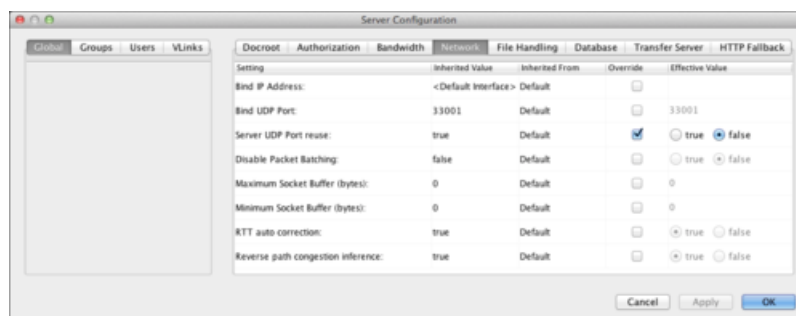 Server Configuration
Global Groups Users VLinks
Docroot Authorization Bandwidth Network File Handling Database Transfer Server HTTP Fallback
Setting Inherited Value Inherited From Override Effective Value
Bind IP Address: <Default Interface> Default
Bind UDP Port: 33001 Default 33001
Server UDP Port reuse: true Default true false
Disable Packet Batching: false Default true false
Maximum Socket Buffer (bytes): 0 Default 0
Minimum Socket Buffer (bytes): 0 Default 0
RTT auto correction: true Default true false
Reverse path congestion inference: true Default true false
Cancel Apply OK